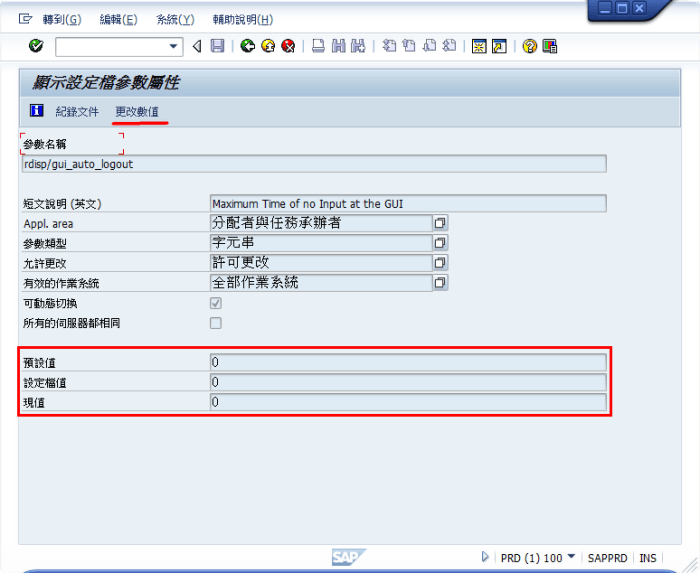 轉到(G) 編輯(E) 系統(Y) 輔助說明(H)
顯示設定檔參數屬性
紀錄文件 更改數值
參數名稱
rdisp/gui_auto_logout
短文說明 (英文) Maximum Time of no Input at the GUI
Appl. area 分配者與任務承辦者
參數類型 字元串
允許更改 許可更改
有效的作業系統 全部作業系統
可動態切換
所有的伺服器都相同
預設值 0
設定檔值 0
現值 0
SAP PRD (1) 100 SAPPRD INS